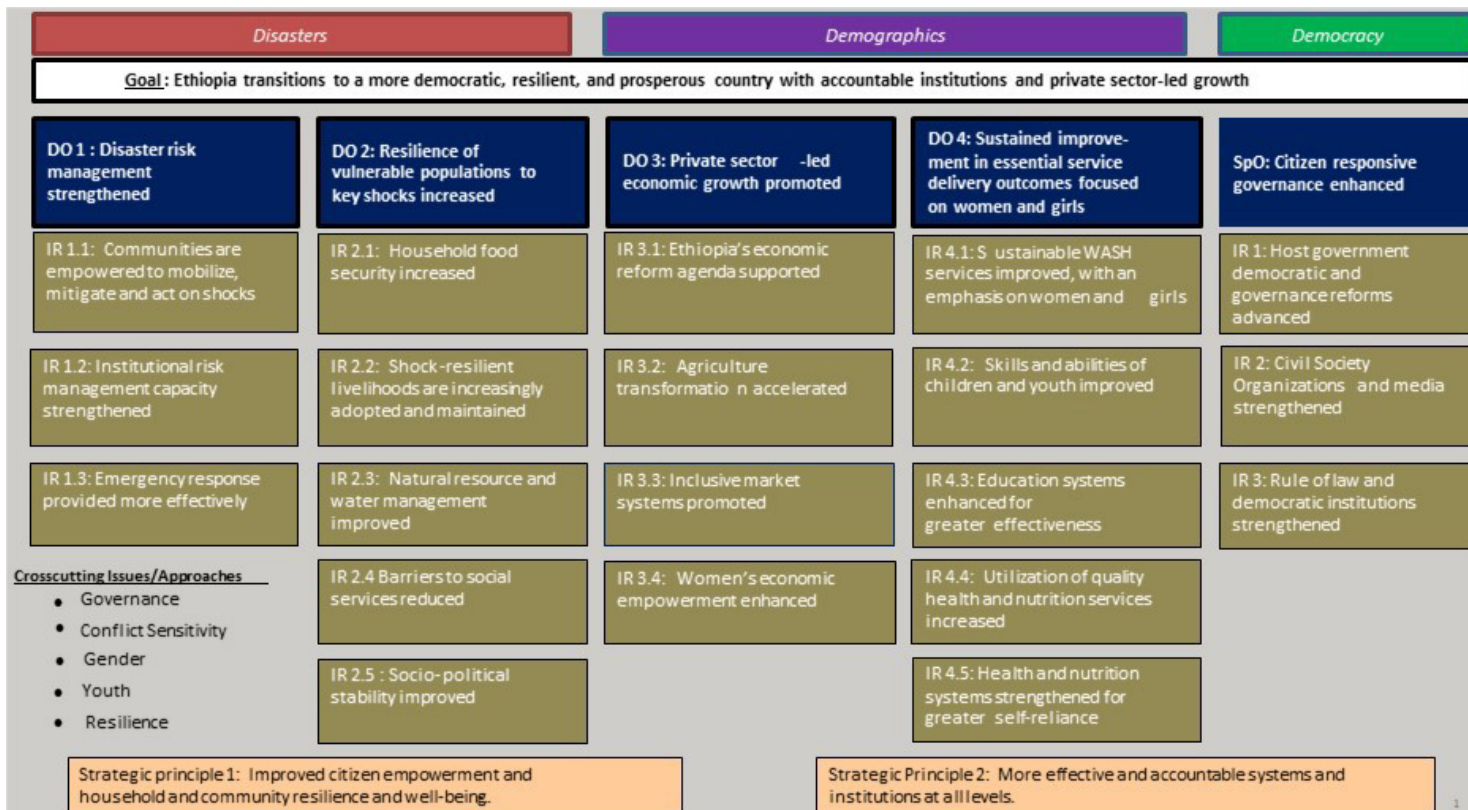 Disasters
Demographics
Democracy
Goal : Ethiopia transitions to a more democratic, resilient, and prosperous country with accountable institutions and private sector-led growth
DO 1 : Disaster risk
management
strengthened
DO 2: Resilience of
vulnerable populations to
key shocks increased
DO 3: Private sector -led
economic growth promoted
DO 4: Sustained improve-
ment in essential service
delivery outcomes focused
on women and girls
SpO: Citizen responsive
governance enhanced
IR 1.1: Communities are
empowered to mobilize,
mitigate and act on shocks
IR 2.1: Household food
security increased
IR 3.1: Ethiopia's economic
reform agenda supported
IR 4.1: S ustainable WASH
services improved, with an
emphasis on women and girls
IR 1: Host government
democratic and
governance reforms
advanced
IR 1.2: Institutional risk
management capacity
strengthened
IR 2.2: Shock-resilient
livelihoods are increasingly
adopted and maintained
IR 3.2: Agriculture
transformatio n accelerated
IR 4.2: Skills and abilities of
children and youth improved
IR 2: Civil Society
Organizations and media
strengthened
IR 1.3: Emergency response
provided more effectively
IR 2.3: Natural resource and
water management
improved
IR 3.3: Inclusive market
systems promoted
IR 4.3: Education systems
enhanced for
greater effectiveness
IR 3: Rule of law and
democratic institutions
strengthened
Crosscutting Issues/Approaches
• Governance
• Conflict Sensitivity
• Gender
• Youth
• Resilience
IR 2.4 Barriers to social
services reduced
IR 3.4: Women's economic
empowerment enhanced
IR 4.4: Utilization of quality
health and nutrition services
increased
IR 2.5 : Socio-political
stability improved
IR 4.5: Health and nutrition
systems strengthened for
greater self-reliance
Strategic principle 1: Improved citizen empowerment and
household and community resilience and well-being.
Strategic Principle 2: More effective and accountable systems and
institutions at all levels.
1